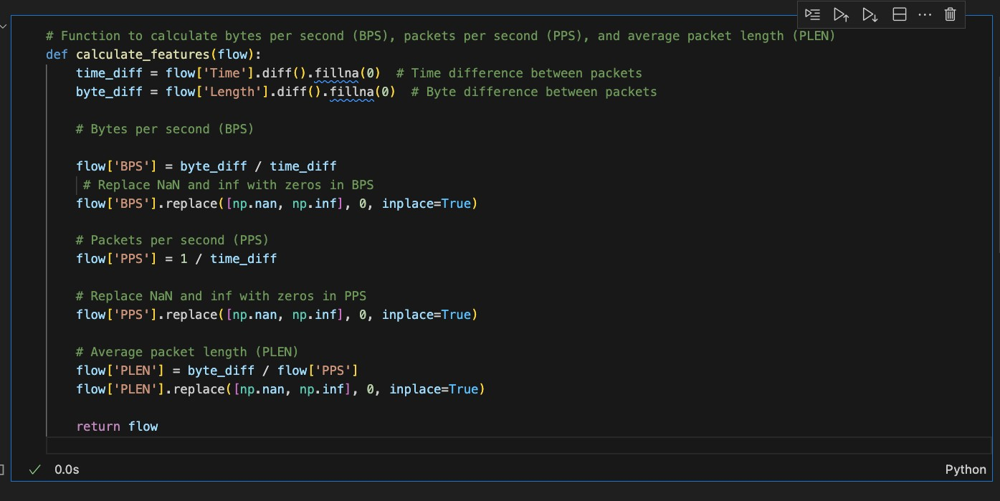 # Function to calculate bytes per second (BPS), packets per second (PPS), and average packet length (PLEN)
def calculate_features(flow):
    time_diff = flow['Time'].diff().fillna(0)  # Time difference between packets
    byte_diff = flow['Length'].diff().fillna(0)  # Byte difference between packets
    # Bytes per second (BPS)
    flow['BPS'] = byte_diff / time_diff
     # Replace NaN and inf with zeros in BPS
    flow['BPS'].replace([np.nan, np.inf], 0, inplace=True)
    # Packets per second (PPS)
    flow['PPS'] = 1 / time_diff
    # Replace NaN and inf with zeros in PPS
    flow['PPS'].replace([np.nan, np.inf], 0, inplace=True)
    # Average packet length (PLEN)
    flow['PLEN'] = byte_diff / flow['PPS']
    flow['PLEN'].replace([np.nan, np.inf], 0, inplace=True)
    return flow
0.0s
Python